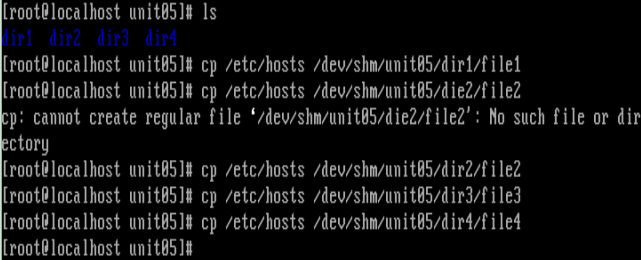 [root@localhost unit05]# ls
dir1  dir2  dir3  dir4
[root@localhost unit05]# cp /etc/hosts /dev/shm/unit05/dir1/file1
[root@localhost unit05]# cp /etc/hosts /dev/shm/unit05/die2/file2
cp: cannot create regular file ‘/dev/shm/unit05/die2/file2’: No such file or dir
ectory
[root@localhost unit05]# cp /etc/hosts /dev/shm/unit05/dir2/file2
[root@localhost unit05]# cp /etc/hosts /dev/shm/unit05/dir3/file3
[root@localhost unit05]# cp /etc/hosts /dev/shm/unit05/dir4/file4
[root@localhost unit05]#